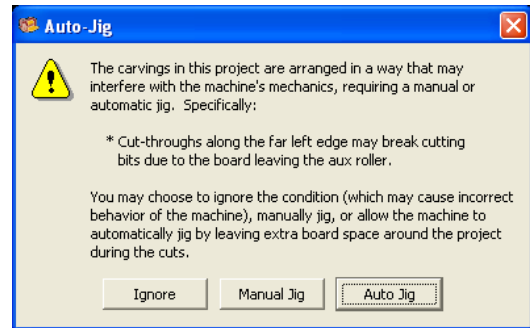 Auto-Jig
The carvings in this project are arranged in a way that may
interfere with the machine's mechanics, requiring a manual or
automatic jig.  Specifically:
* Cut-throughs along the far left edge may break cutting
bits due to the board leaving the aux roller.
You may choose to ignore the condition (which may cause incorrect
behavior of the machine), manually jig, or allow the machine to
automatically jig by leaving extra board space around the project
during the cuts.
Ignore Manual Jig Auto Jig